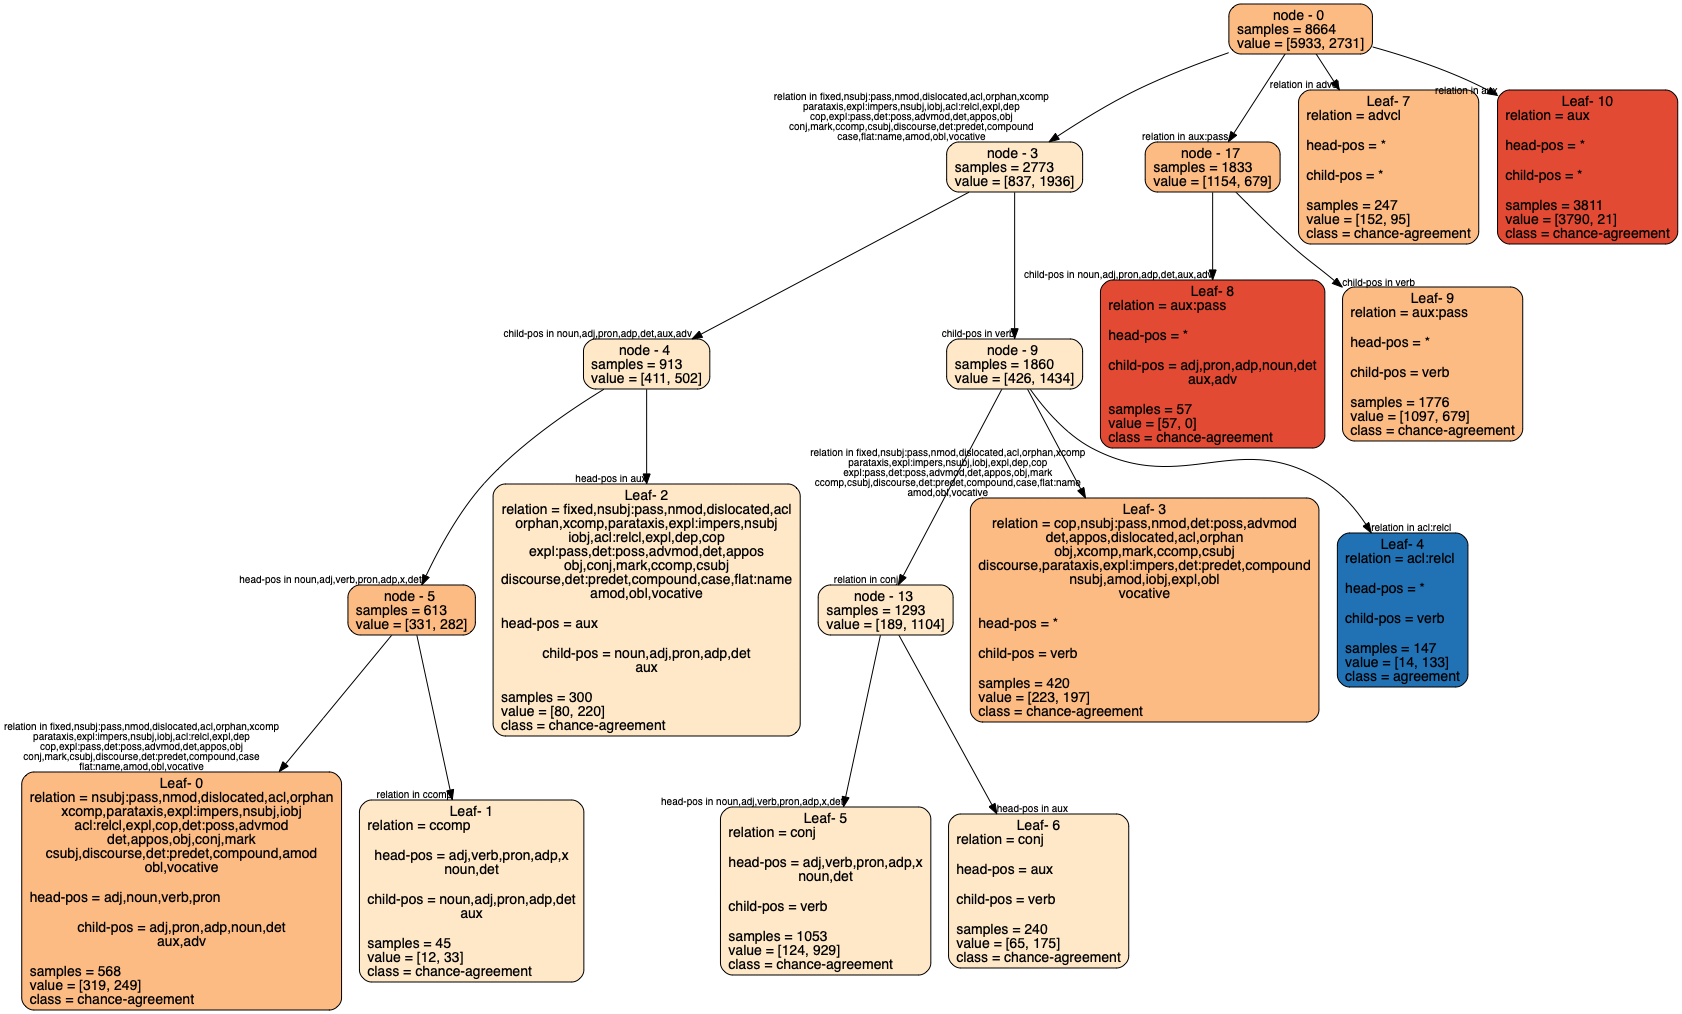 node - 0
samples = 8664
value = [5933, 2731]
relation in fixed,nsubj:pass,nmod,dislocated,acl,orphan,xcomp
parataxis,expl:impers,nsubj,iobj,acl:relcl,expl,dep
cop,expl:pass,det:poss,advmod,det,appos,obj
conj,mark,ccomp,csubj,discourse,det:predet,compound
case,flat:name,amod,obl,vocative
relation in aux:pass
relation in advcl
relation in aux
node - 3
samples = 2773
value = [837, 1936]
node - 17
samples = 1833
value = [1154, 679]
Leaf- 7
relation = advcl
head-pos = *
child-pos = *
samples = 247
value = [152, 95]
class = chance-agreement
Leaf- 10
relation = aux
head-pos = *
child-pos = *
samples = 3811
value = [3790, 21]
class = chance-agreement
child-pos in noun,adj,pron,adp,det,aux,adv
child-pos in verb
child-pos in noun,adj,pron,adp,det,aux,adv
child-pos in verb
node - 4
samples = 913
value = [411, 502]
node - 9
samples = 1860
value = [426, 1434]
Leaf- 8
relation = aux:pass
head-pos = *
child-pos = adj,pron,adp,noun,det
aux,adv
samples = 57
value = [57, 0]
class = chance-agreement
Leaf- 9
relation = aux:pass
head-pos = *
child-pos = verb
samples = 1776
value = [1097, 679]
class = chance-agreement
head-pos in noun,adj,verb,pron,adp,x,det
head-pos in aux
relation in conj
relation in fixed,nsubj:pass,nmod,dislocated,acl,orphan,xcomp
parataxis,expl:impers,nsubj,iobj,expl,dep,cop
expl:pass,det:poss,advmod,det,appos,obj,mark
ccomp,csubj,discourse,det:predet,compound,case,flat:name
amod,obl,vocative
relation in acl:relcl
node - 5
samples = 613
value = [331, 282]
Leaf- 2
relation = fixed,nsubj:pass,nmod,dislocated,acl
orphan,xcomp,parataxis,expl:impers,nsubj
iobj,acl:relcl,expl,dep,cop
expl:pass,det:poss,advmod,det,appos
obj,conj,mark,ccomp,csubj
discourse,det:predet,compound,case,flat:name
amod,obl,vocative
head-pos = aux
child-pos = noun,adj,pron,adp,det
aux
samples = 300
value = [80, 220]
class = chance-agreement
node - 13
samples = 1293
value = [189, 1104]
Leaf- 3
relation = cop,nsubj:pass,nmod,det:poss,advmod
det,appos,dislocated,acl,orphan
obj,xcomp,mark,ccomp,csubj
discourse,parataxis,expl:impers,det:predet,compound
nsubj,amod,iobj,expl,obl
vocative
head-pos = *
child-pos = verb
samples = 420
value = [223, 197]
class = chance-agreement
Leaf- 4
relation = acl:relcl
head-pos = *
child-pos = verb
samples = 147
value = [14, 133]
class = agreement
relation in fixed,nsubj:pass,nmod,dislocated,acl,orphan,xcomp
parataxis,expl:impers,nsubj,iobj,acl:relcl,expl,dep
cop,expl:pass,det:poss,advmod,det,appos,obj
conj,mark,csubj,discourse,det:predet,compound,case
flat:name,amod,obl,vocative
relation in ccomp
head-pos in noun,adj,verb,pron,adp,x,det
head-pos in aux
Leaf- 0
relation = nsubj:pass,nmod,dislocated,acl,orphan
xcomp,parataxis,expl:impers,nsubj,iobj
acl:relcl,expl,cop,det:poss,advmod
det,appos,obj,conj,mark
csubj,discourse,det:predet,compound,amod
obl,vocative
head-pos = adj,noun,verb,pron
child-pos = adj,pron,adp,noun,det
aux,adv
samples = 568
value = [319, 249]
class = chance-agreement
Leaf- 1
relation = ccomp
head-pos = adj,verb,pron,adp,x
noun,det
child-pos = noun,adj,pron,adp,det
aux
samples = 45
value = [12, 33]
class = chance-agreement
Leaf- 5
relation = conj
head-pos = adj,verb,pron,adp,x
noun,det
child-pos = verb
samples = 1053
value = [124, 929]
class = chance-agreement
Leaf- 6
relation = conj
head-pos = aux
child-pos = verb
samples = 240
value = [65, 175]
class = chance-agreement